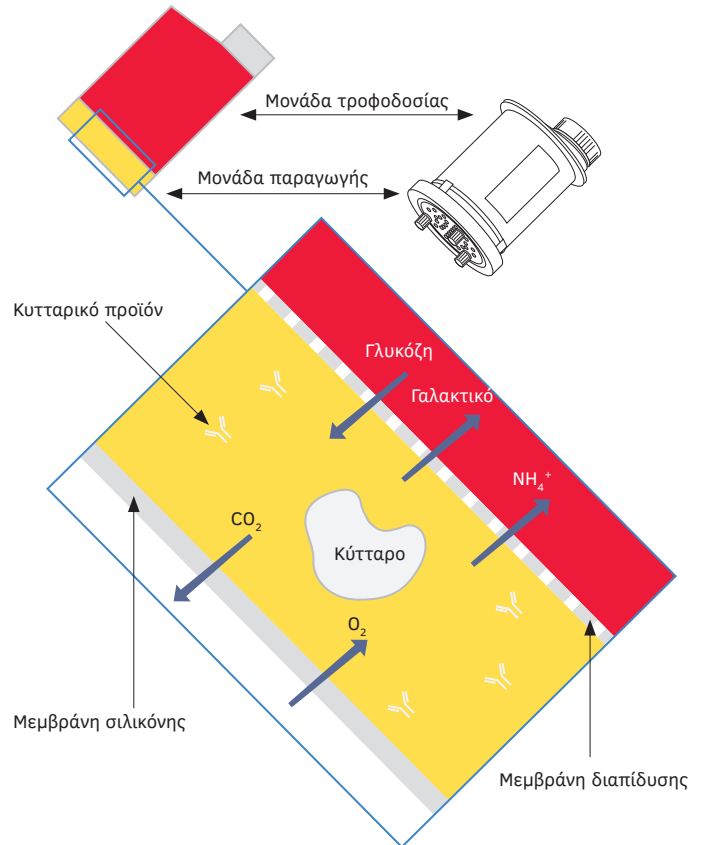 Μονάδα τροφοδοσίας
Μονάδα παραγωγής
Κυτταρικό προϊόν
Γλυκόζη
Γαλακτικό
NH₄⁺
CO₂
Κύτταρο
O₂
Μεμβράνη σιλικόνης
Μεμβράνη διαπίδυσης